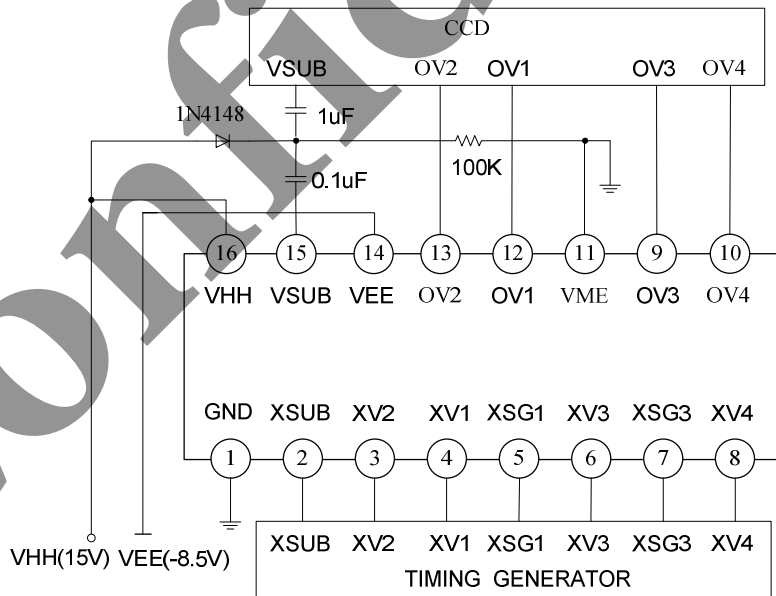 CCD
VSUB OV2 OV1 OV3 OV4
1N4148
1uF
100K
0.1uF
16 15 14 13 12 11 9 10
VHH VSUB VEE OV2 OV1 VME OV3 OV4
GND XSUB XV2 XV1 XSG1 XV3 XSG3 XV4
1 2 3 4 5 6 7 8
XSUB XV2 XV1 XSG1 XV3 XSG3 XV4
VHH(15V) VEE(-8.5V)
TIMING GENERATOR